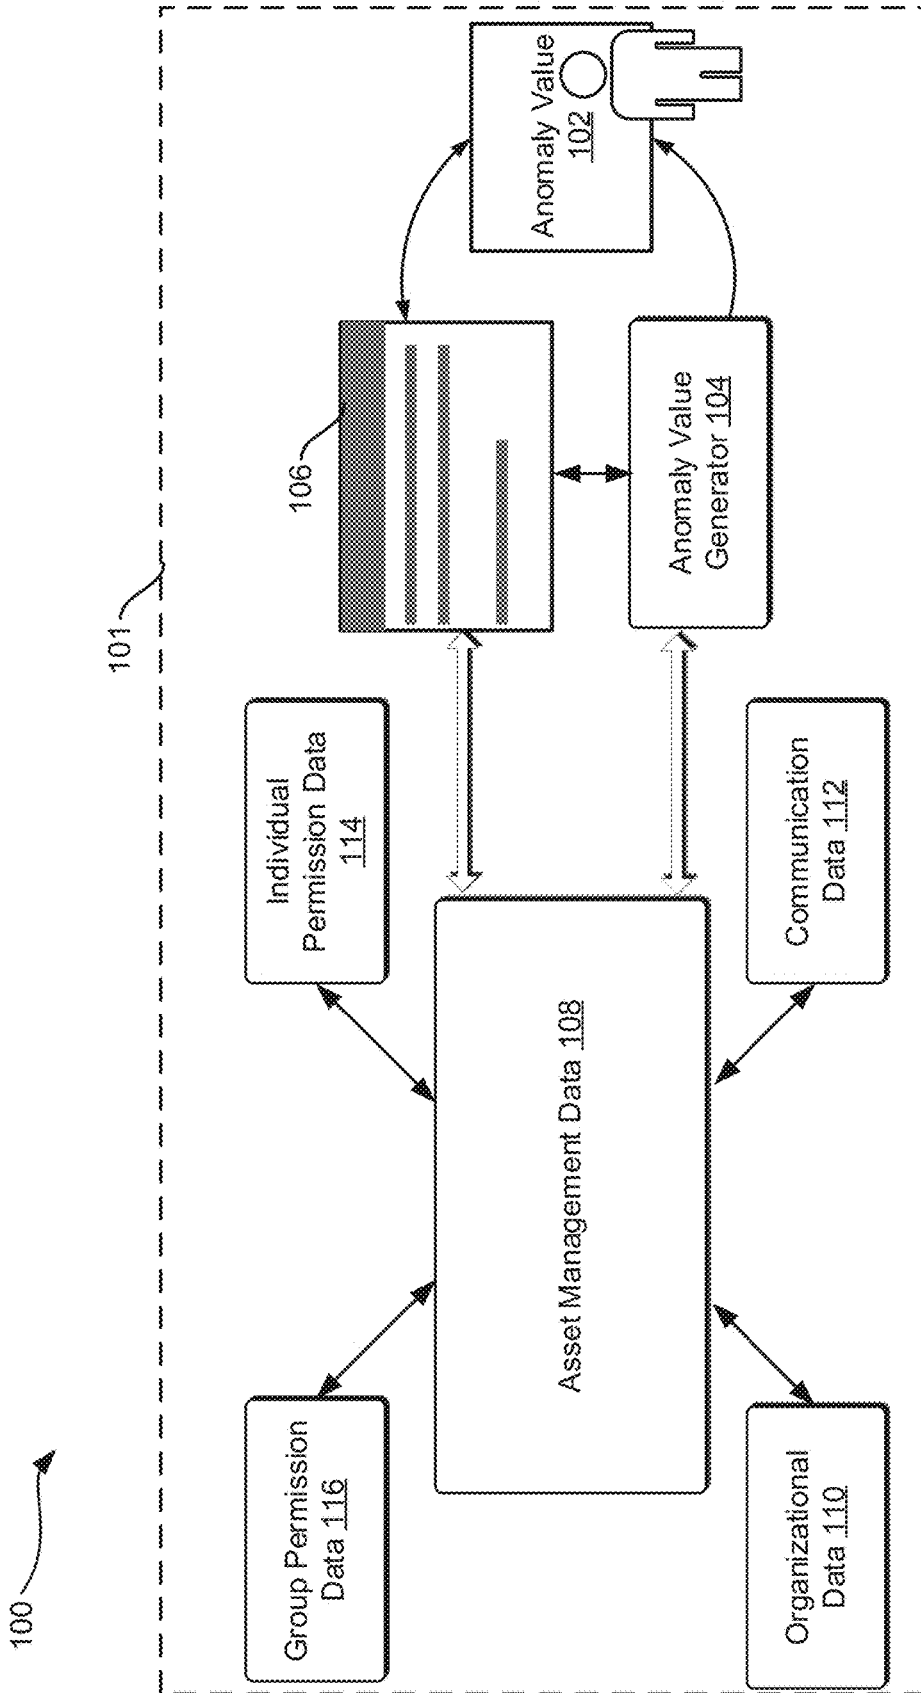 100
101
Group Permission
Data 116
Individual
Permission Data
114
106
Asset Management Data 108
Anomaly Value
102
Organizational
Data 110
Communication
Data 112
Anomaly Value
Generator 104